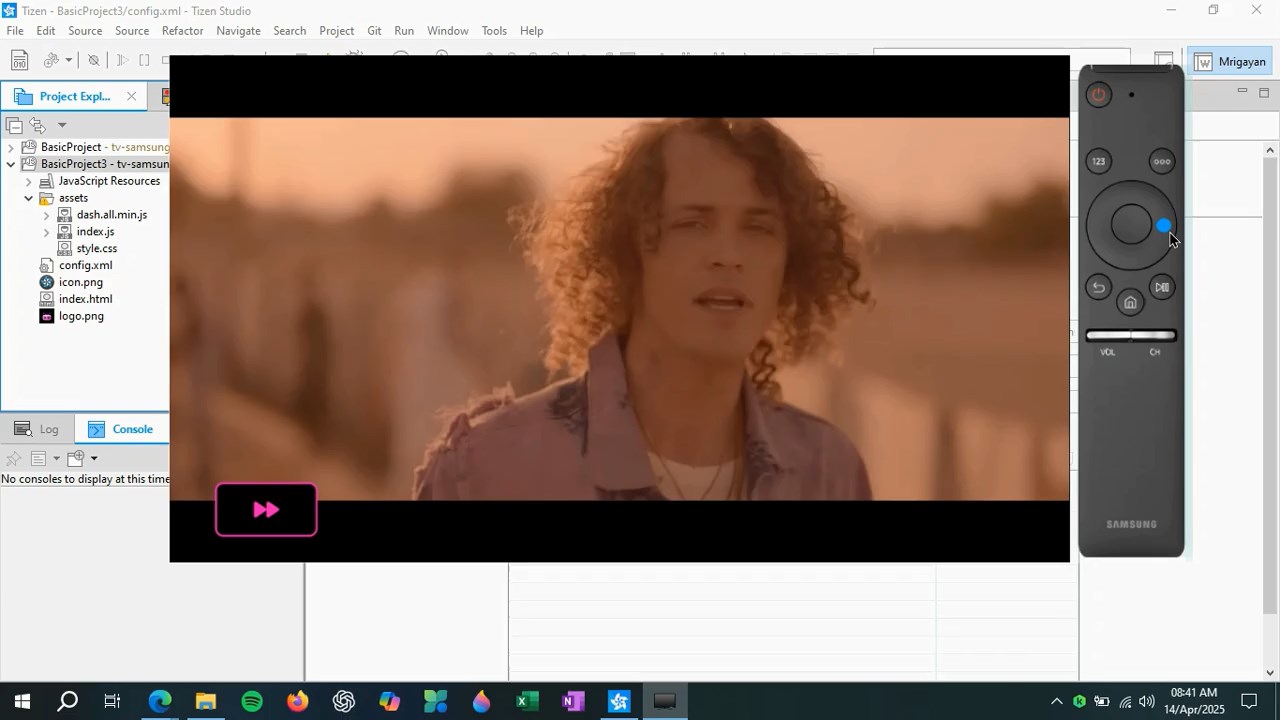 Tizen - BasicProject3/config.xml - Tizen Studio
File Edit Source Source Refactor Navigate Search Project Git Run Window Tools Help
Mrigayan
Project Expl...
BasicProject - tv-samsung
BasicProject3 - tv-samsun
JavaScript Resources
assets
dash.all.min.js
index.js
style.css
config.xml
icon.png
index.html
logo.png
Log
Console
No consoles to display at this time
123
VOL
CH
SAMSUNG
08:41 AM
14/Apr/2025